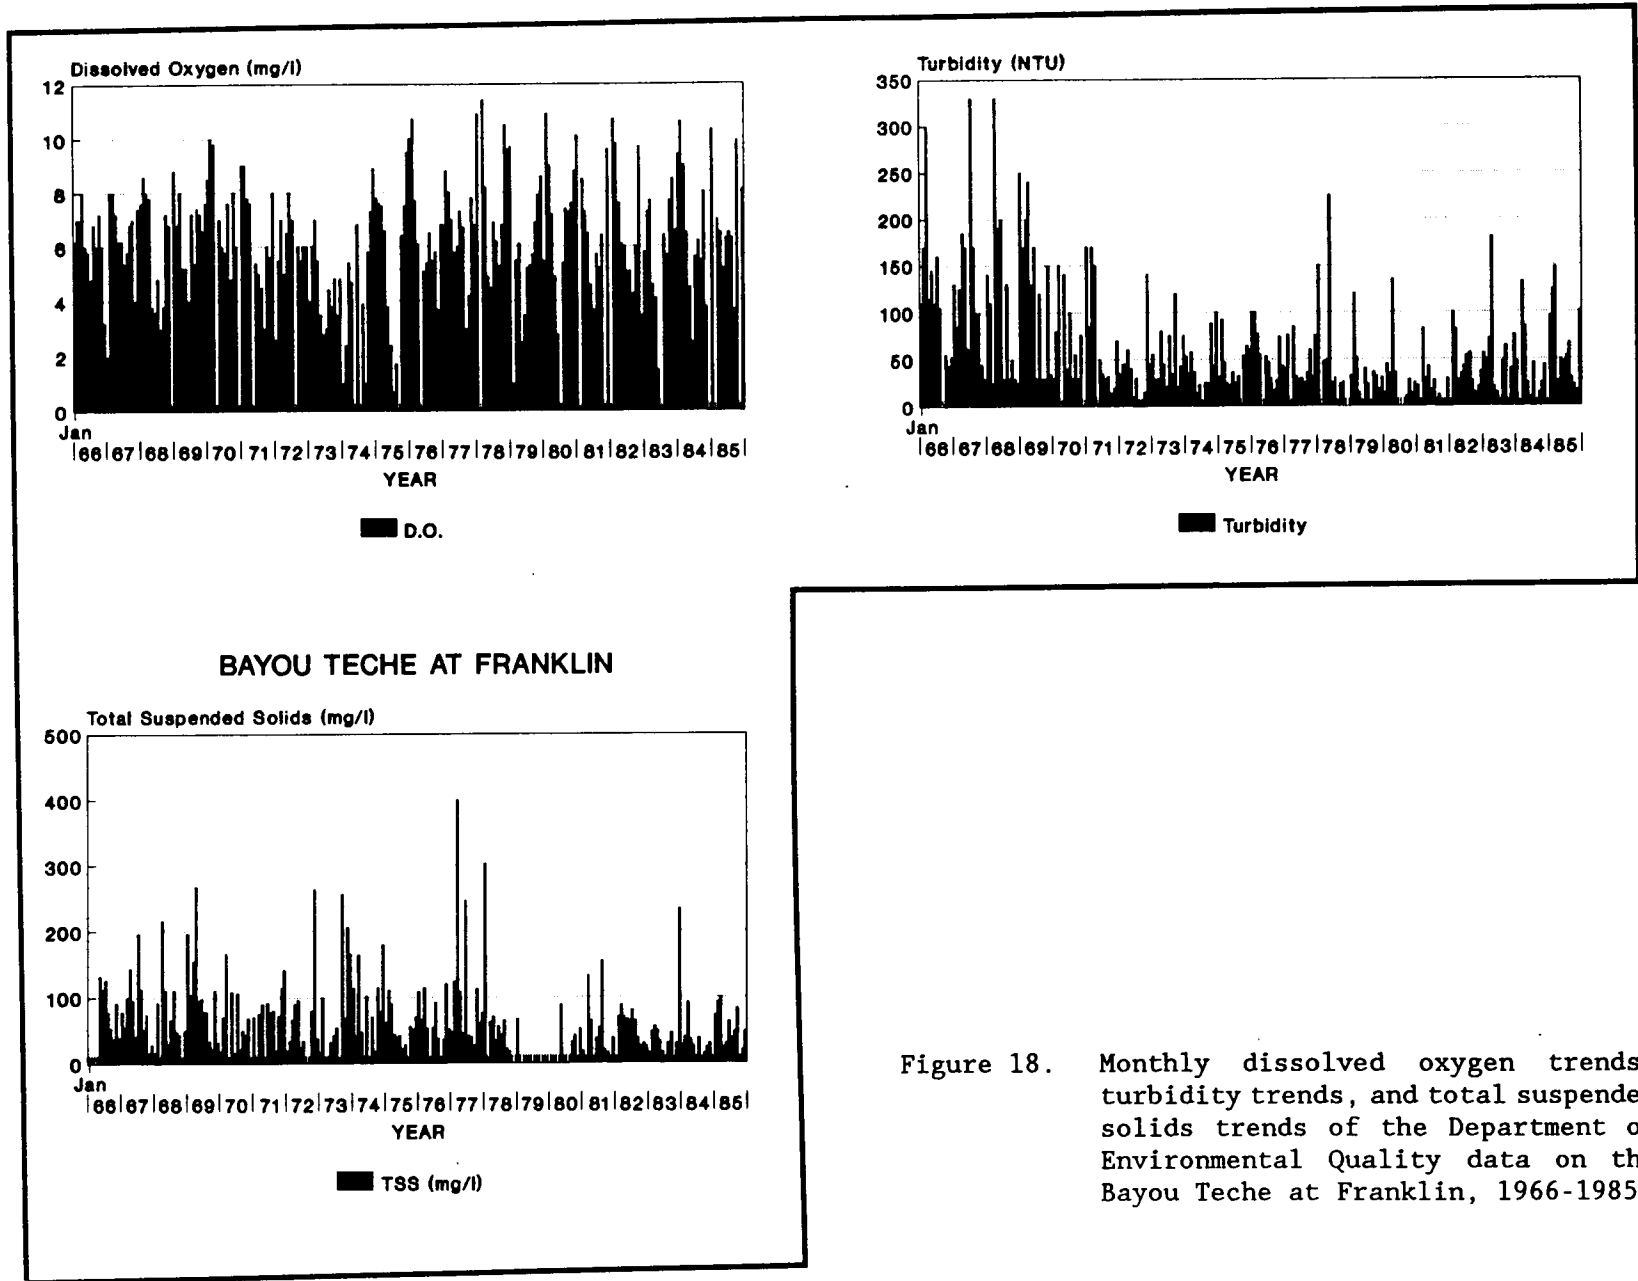 Dissolved Oxygen (mg/l)
12
10
8
6
4
2
0
Jan
|66|67|68|69|70|71|72|73|74|75|76|77|78|79|80|81|82|83|84|85|
YEAR
D.O.
Turbidity (NTU)
350
300
250
200
150
100
50
0
Jan
|66|67|68|69|70|71|72|73|74|75|76|77|78|79|80|81|82|83|84|85|
YEAR
Turbidity
BAYOU TECHE AT FRANKLIN
Total Suspended Solids (mg/l)
500
400
300
200
100
0
Jan
|66|67|68|69|70|71|72|73|74|75|76|77|78|79|80|81|82|83|84|85|
YEAR
TSS (mg/l)
Figure 18. Monthly dissolved oxygen trends
turbidity trends, and total suspende
solids trends of the Department o
Environmental Quality data on th
Bayou Teche at Franklin, 1966-1985